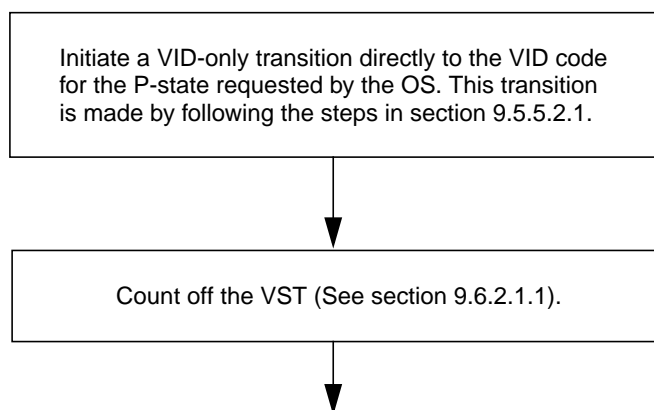 Initiate a VID-only transition directly to the VID code
for the P-state requested by the OS. This transition
is made by following the steps in section 9.5.5.2.1.
Count off the VST (See section 9.6.2.1.1).